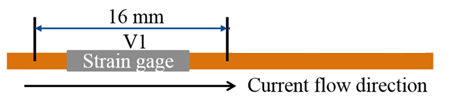 16 mm
V1
Strain gage
Current flow direction